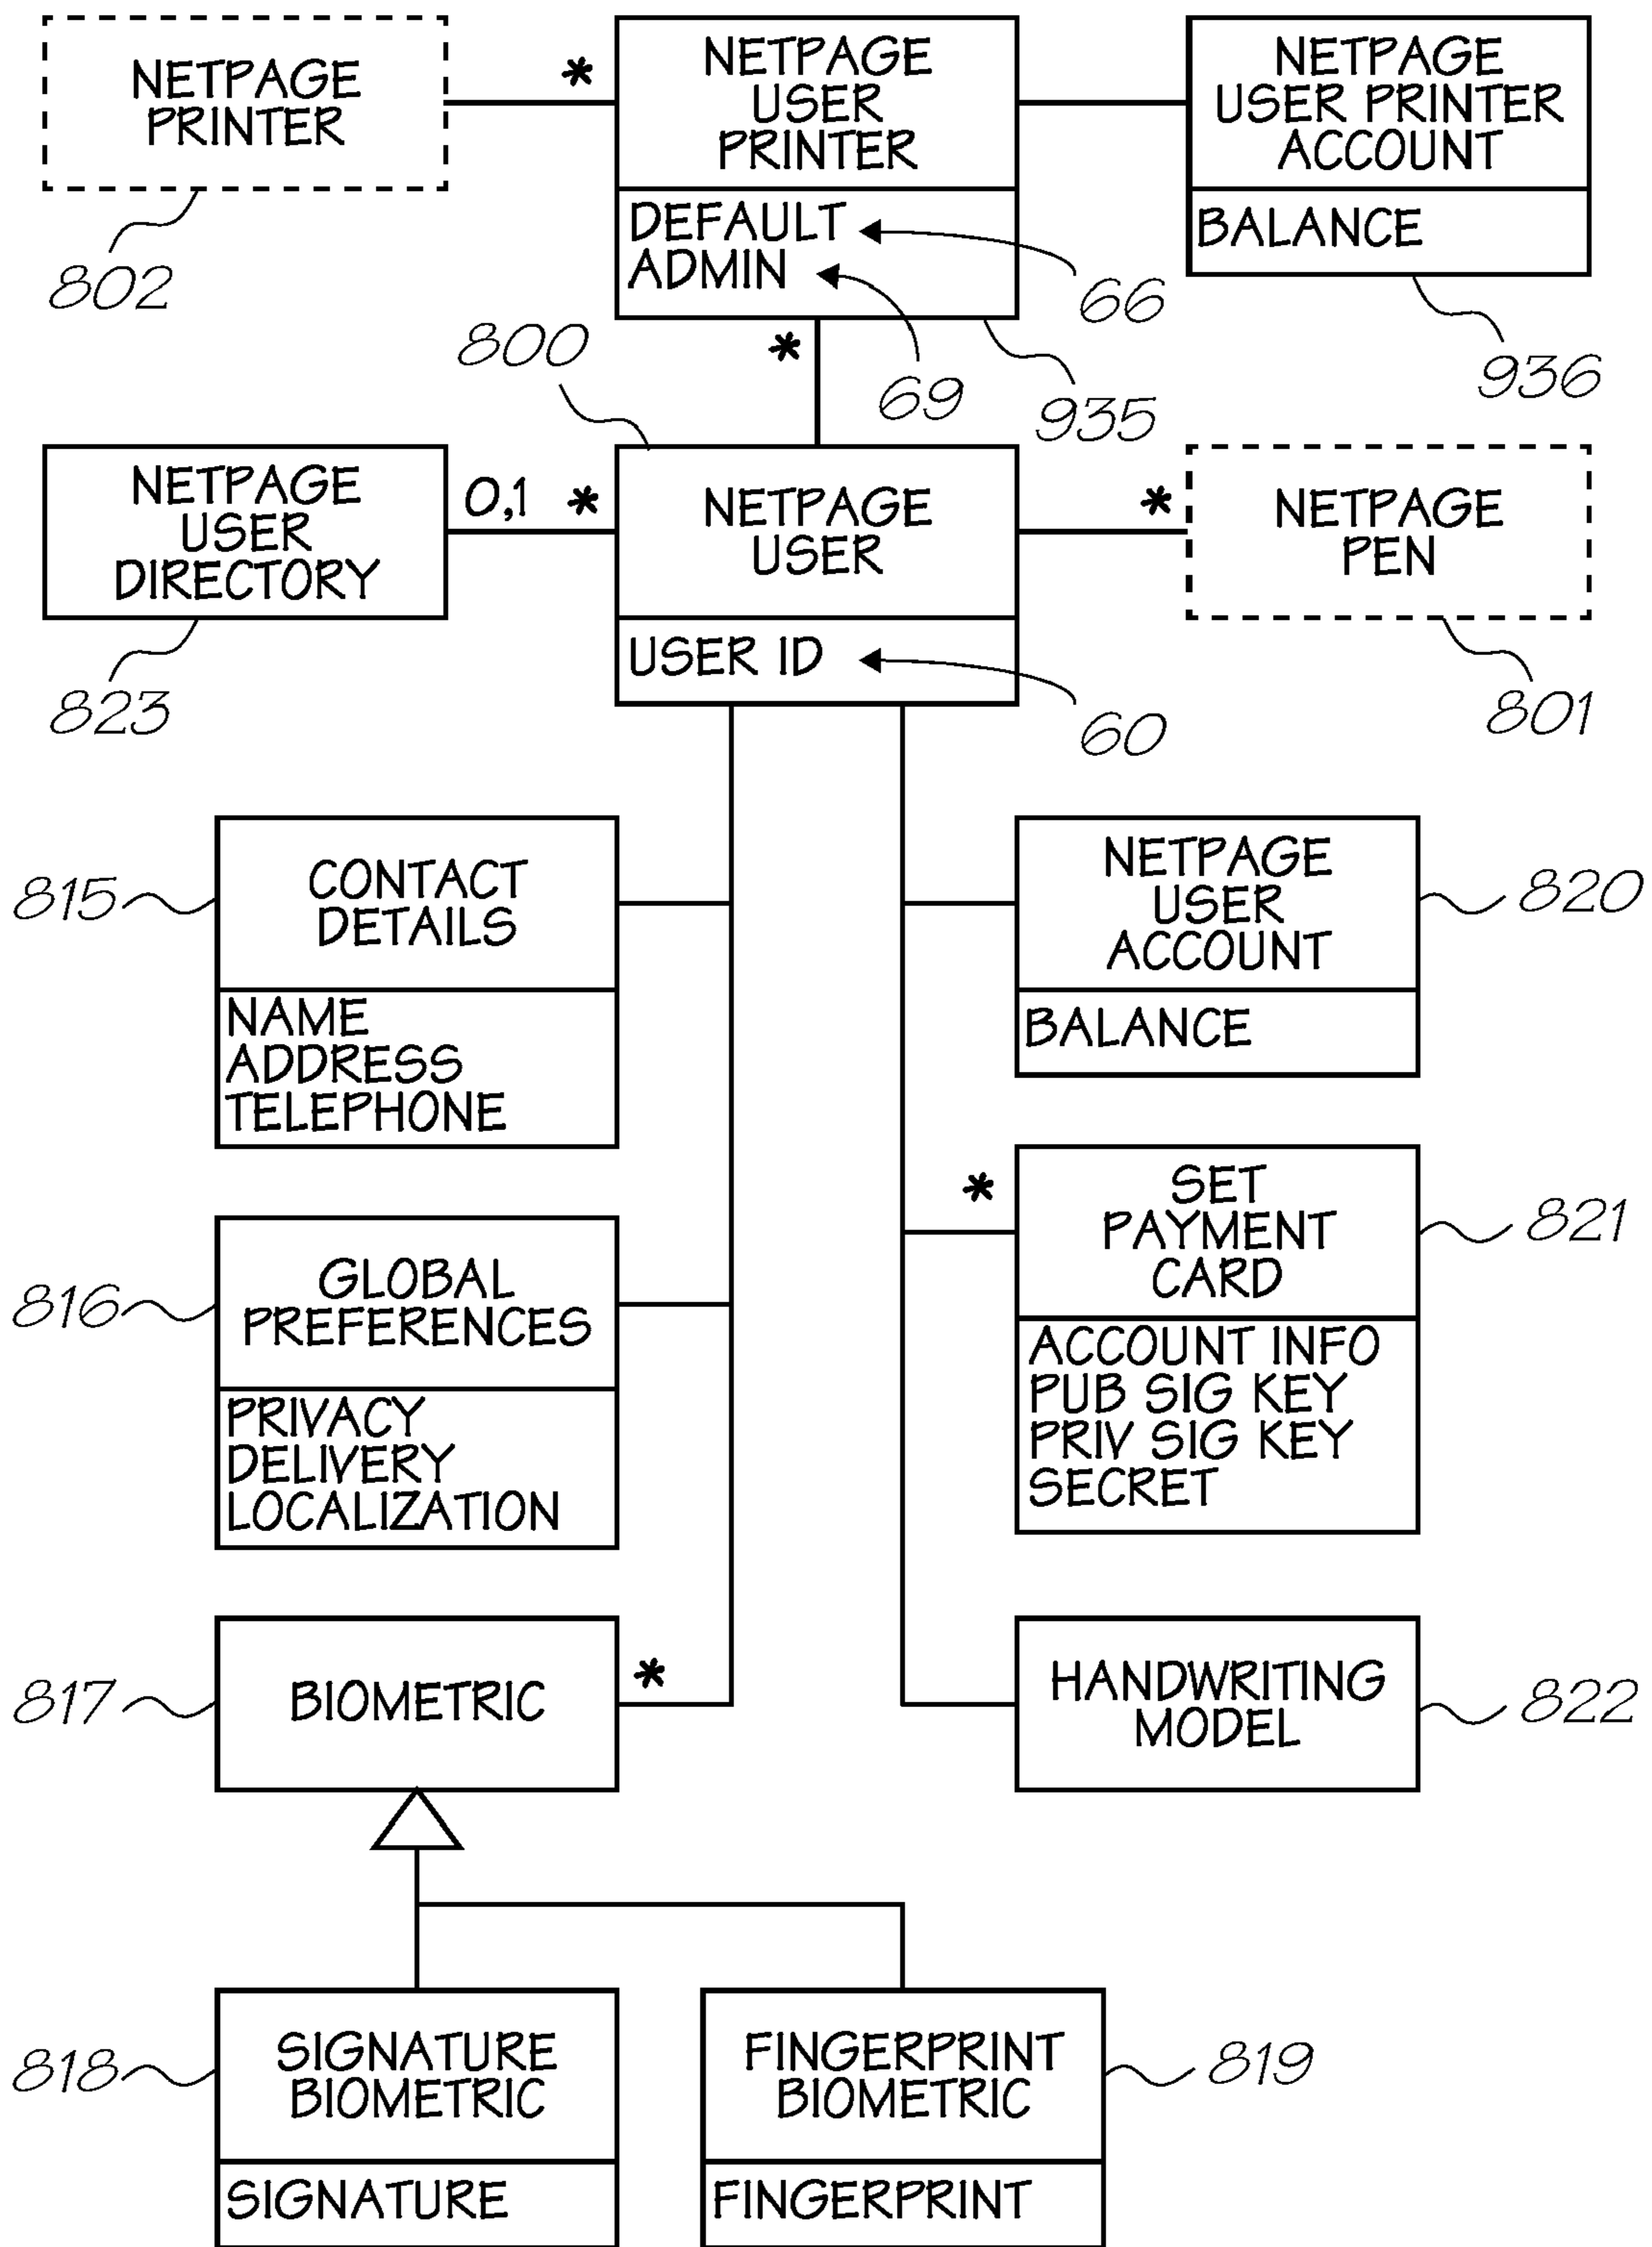 NETPAGE
PRINTER
802
*
NETPAGE
USER
PRINTER
DEFAULT
ADMIN
66
69
935
*
NETPAGE
USER PRINTER
ACCOUNT
BALANCE
936
800
NETPAGE
USER
DIRECTORY
823
0,1 *
NETPAGE
USER
USER ID
60
*
NETPAGE
PEN
801
815
CONTACT
DETAILS
NAME
ADDRESS
TELEPHONE
NETPAGE
USER
ACCOUNT
BALANCE
820
816
GLOBAL
PREFERENCES
PRIVACY
DELIVERY
LOCALIZATION
*
SET
PAYMENT
CARD
ACCOUNT INFO
PUB SIG KEY
PRIV SIG KEY
SECRET
821
817
BIOMETRIC
*
HANDWRITING
MODEL
822
818
SIGNATURE
BIOMETRIC
SIGNATURE
FINGERPRINT
BIOMETRIC
FINGERPRINT
819